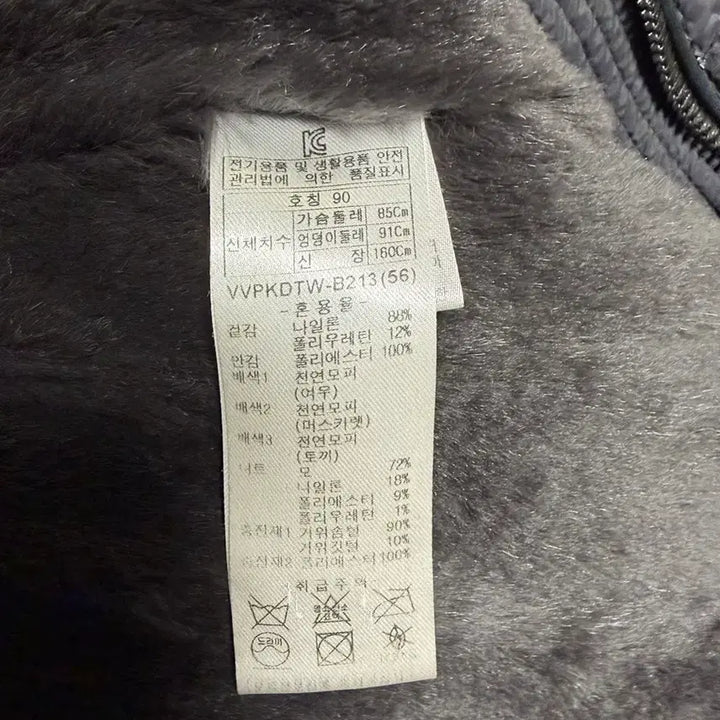 전기용품 및 생활용품 안전
관리법에 의한 품질표시
호칭 90
신체치수 가슴둘레 85Cm
엉덩이둘레 91Cm
신 장 160Cm
VVPKDTW-B213(56)
- 혼 용 율 -
겉감 나일론 88%
폴리우레탄 12%
안감 폴리에스터 100%
배색1 천연모피
(여우)
배색2 천연모피
(머스커렛)
배색3 천연모피
(토끼)
니트 모 72%
나일론 18%
폴리에스터 9%
폴리우레탄 1%
충전재1 거위솜털 90%
거위깃털 10%
충전재2 폴리에스터 100%
취 급 주 의
드라이